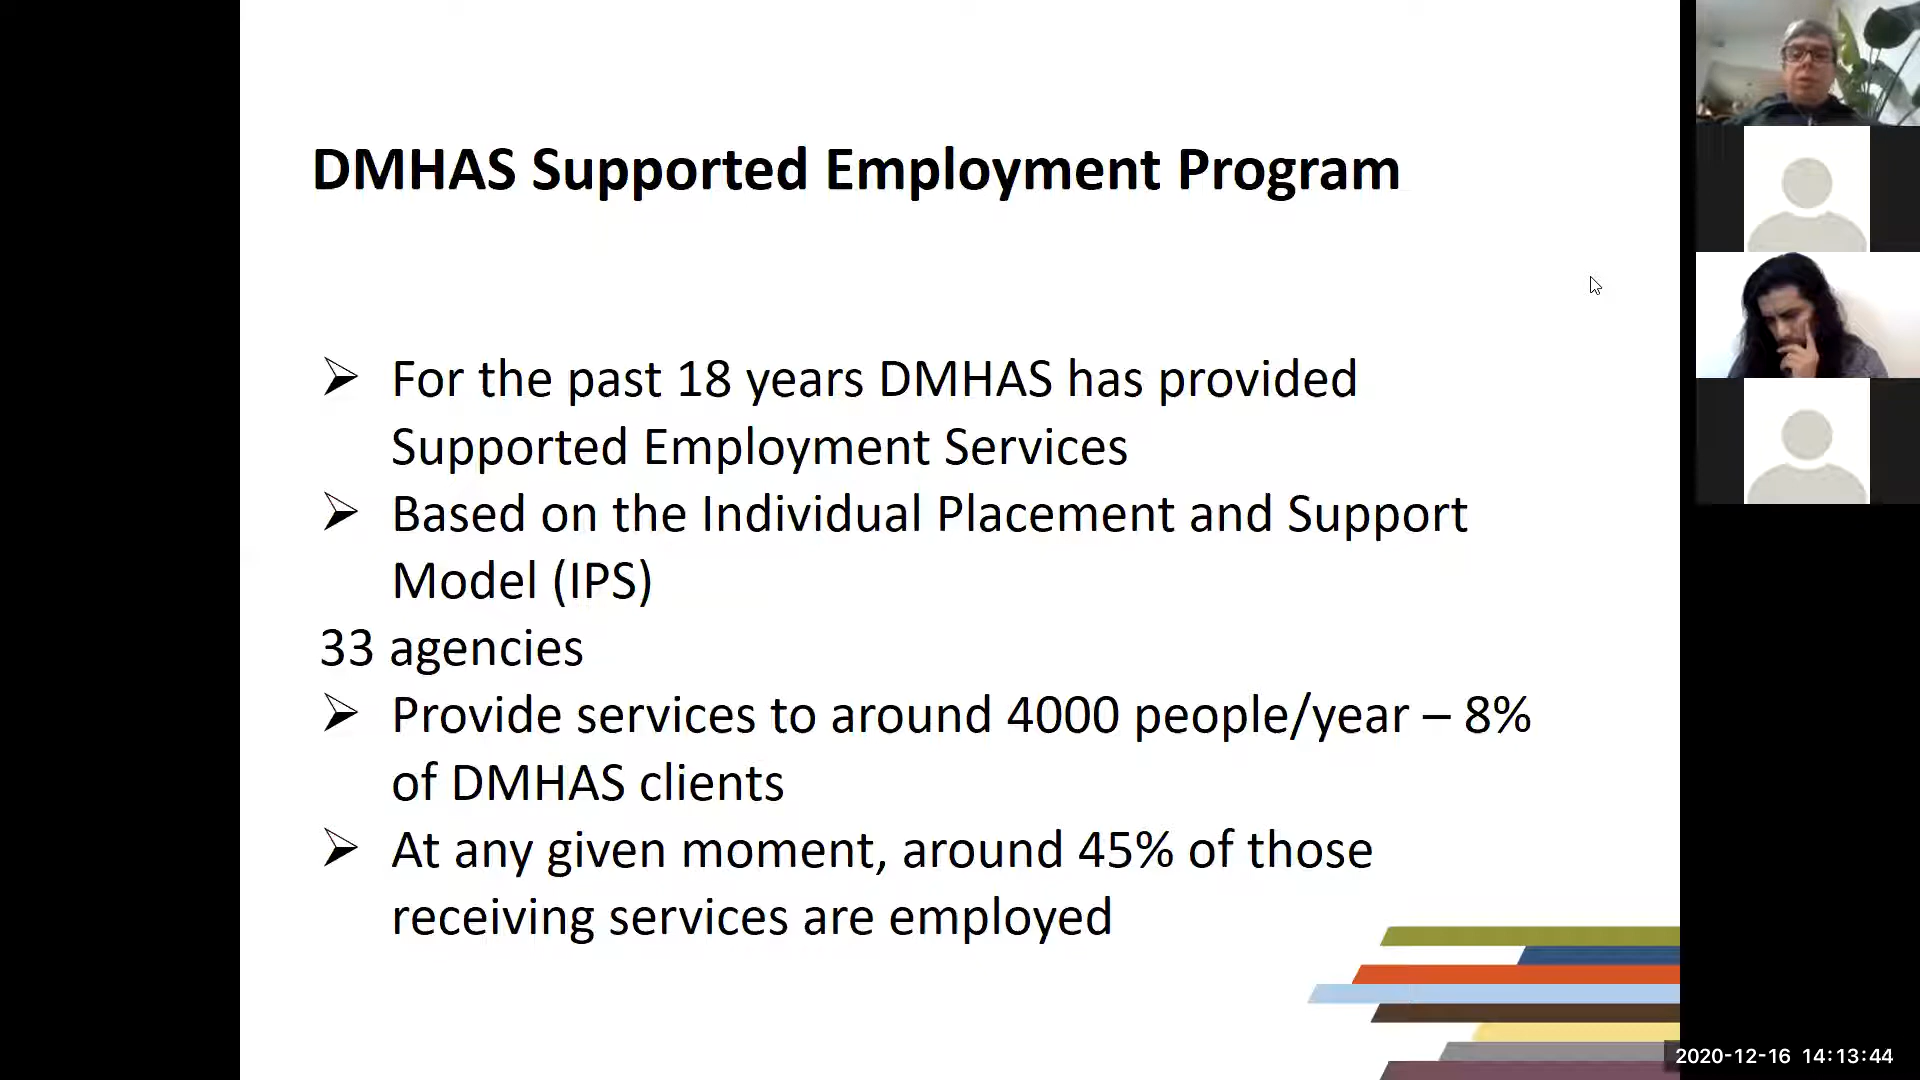 DMHAS Supported Employment Program
➢ For the past 18 years DMHAS has provided
Supported Employment Services
➢ Based on the Individual Placement and Support
Model (IPS)
33 agencies
➢ Provide services to around 4000 people/year – 8%
of DMHAS clients
➢ At any given moment, around 45% of those
receiving services are employed
2020-12-16 14:13:44